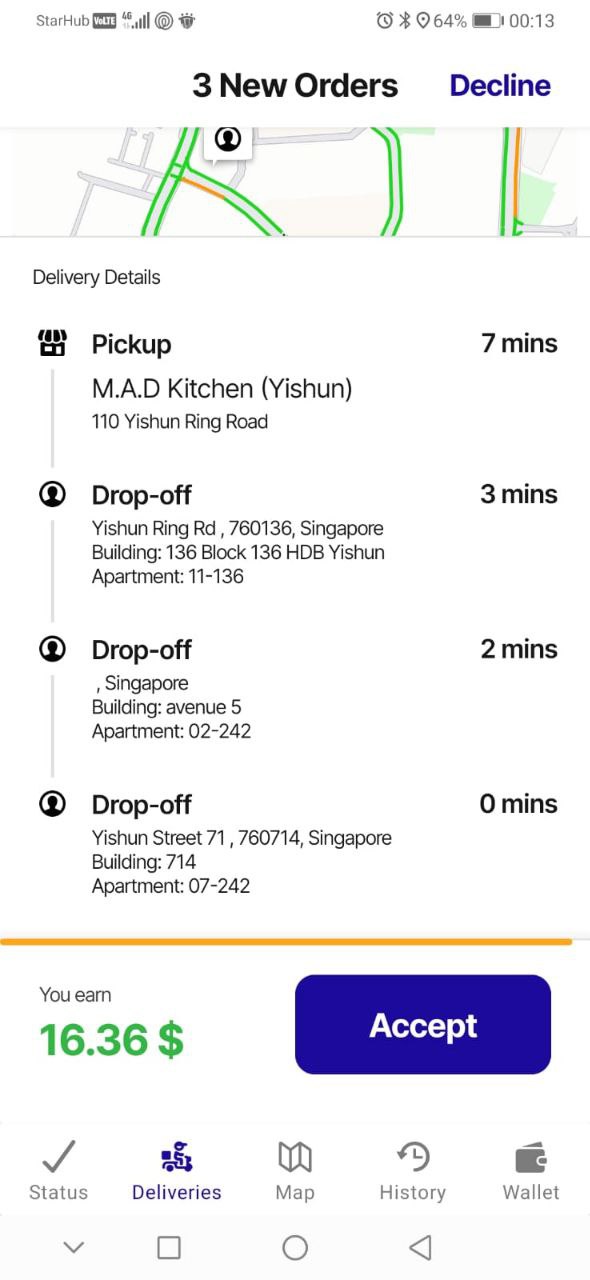 StarHub VoLTE 4G 64% 00:13
3 New Orders Decline
Delivery Details
Pickup 7 mins
M.A.D Kitchen (Yishun)
110 Yishun Ring Road
Drop-off 3 mins
Yishun Ring Rd , 760136, Singapore
Building: 136 Block 136 HDB Yishun
Apartment: 11-136
Drop-off 2 mins
, Singapore
Building: avenue 5
Apartment: 02-242
Drop-off 0 mins
Yishun Street 71 , 760714, Singapore
Building: 714
Apartment: 07-242
You earn
16.36 $
Accept
Status Deliveries Map History Wallet